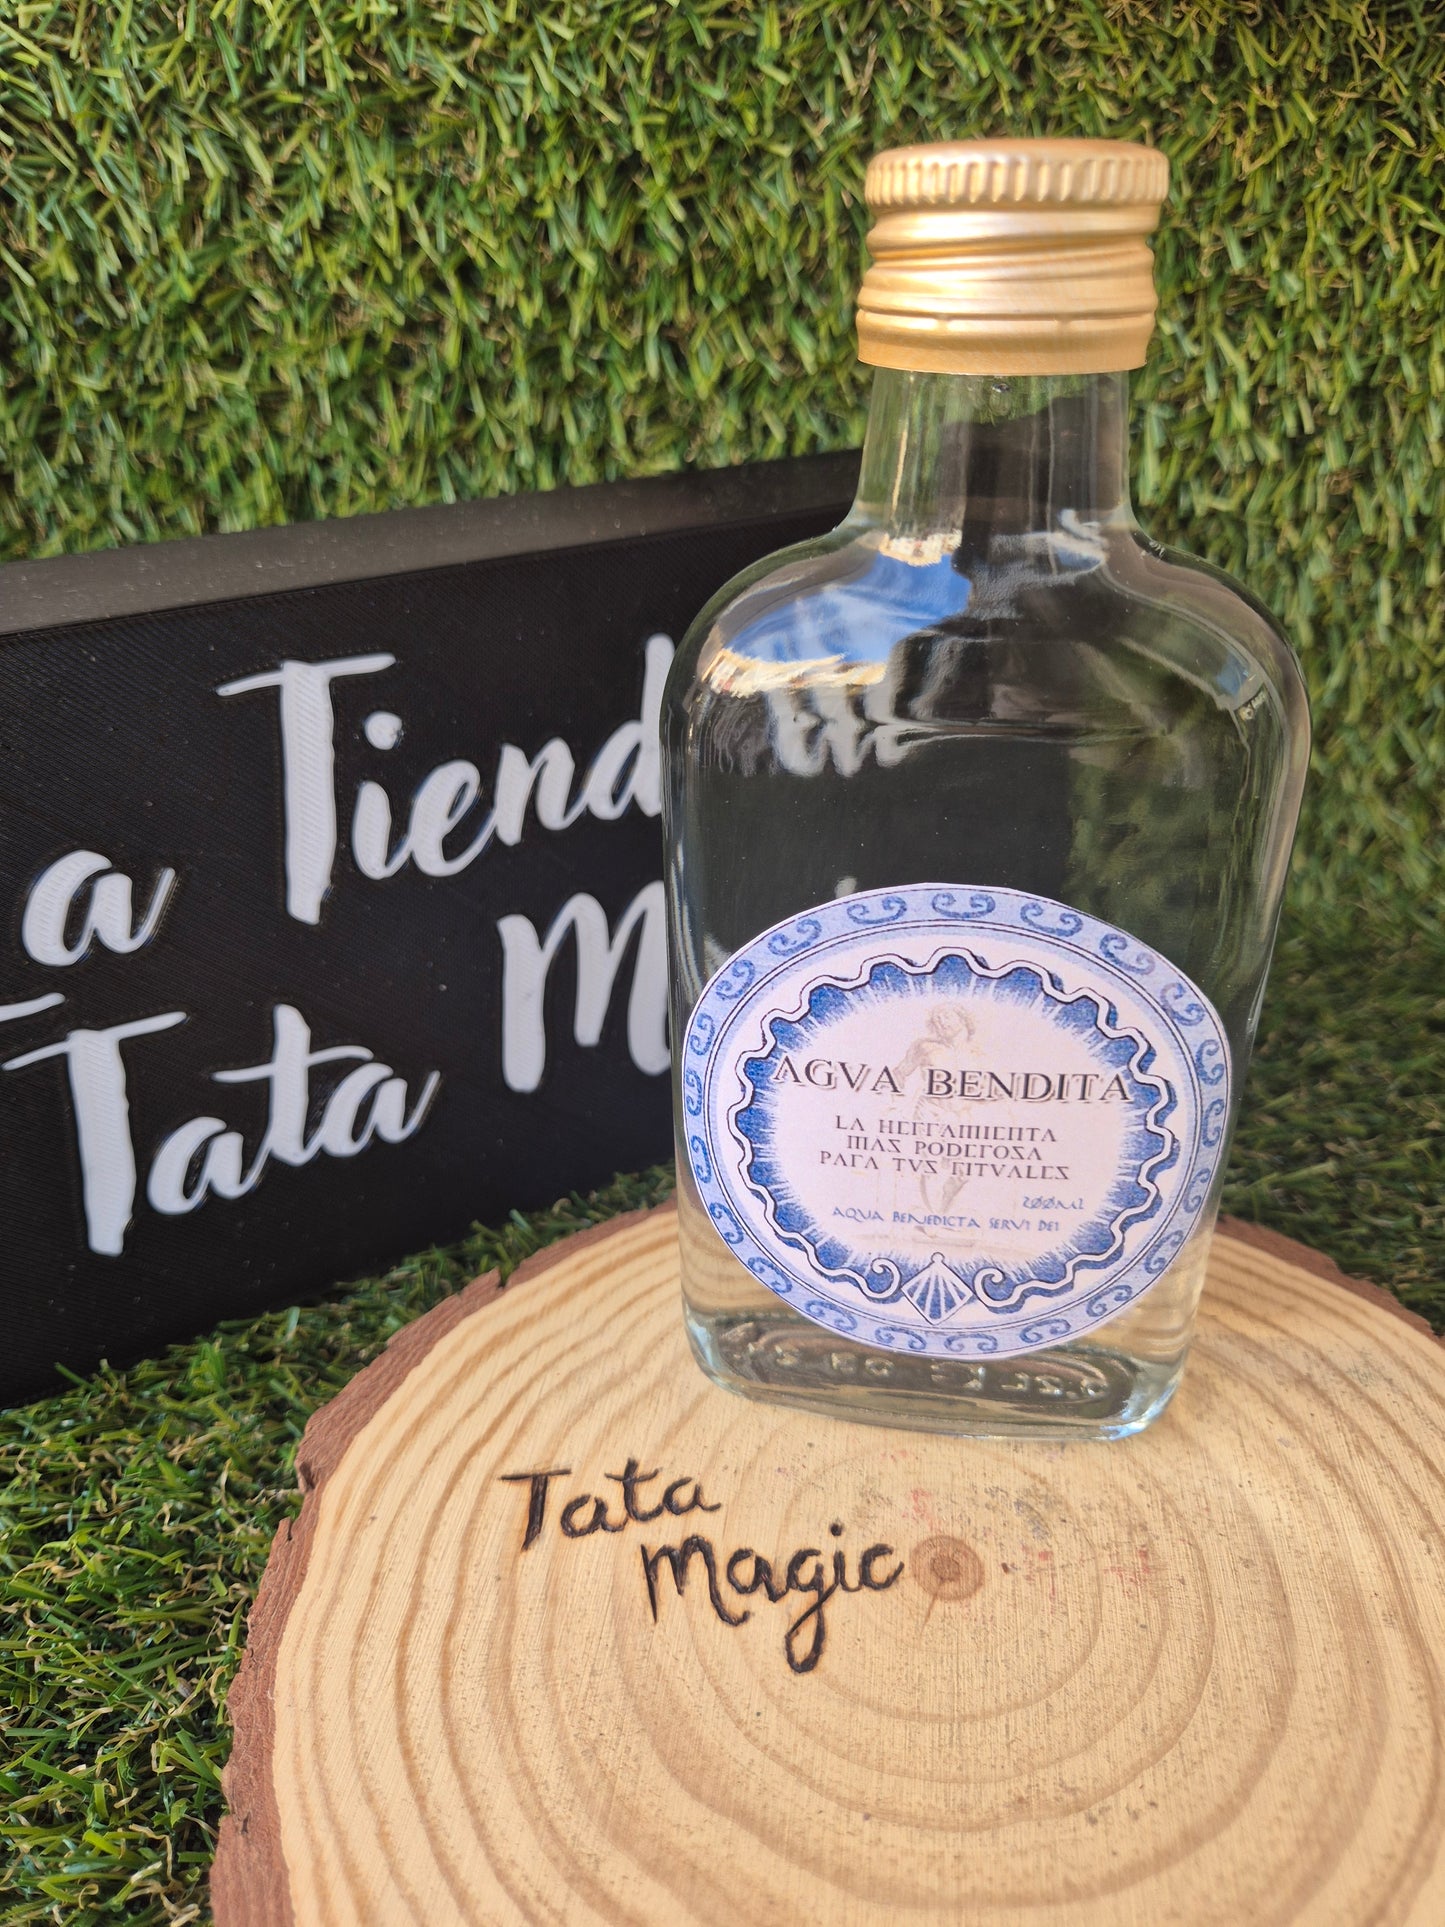 a Tiend
Tata M
AGVA BENDITA
LA HERRAMIENTA
MAS PODEROSA
PARA TVS RITVALES
200ML
AQUA BENEDICTA SERVI DEI
Tata
Magic